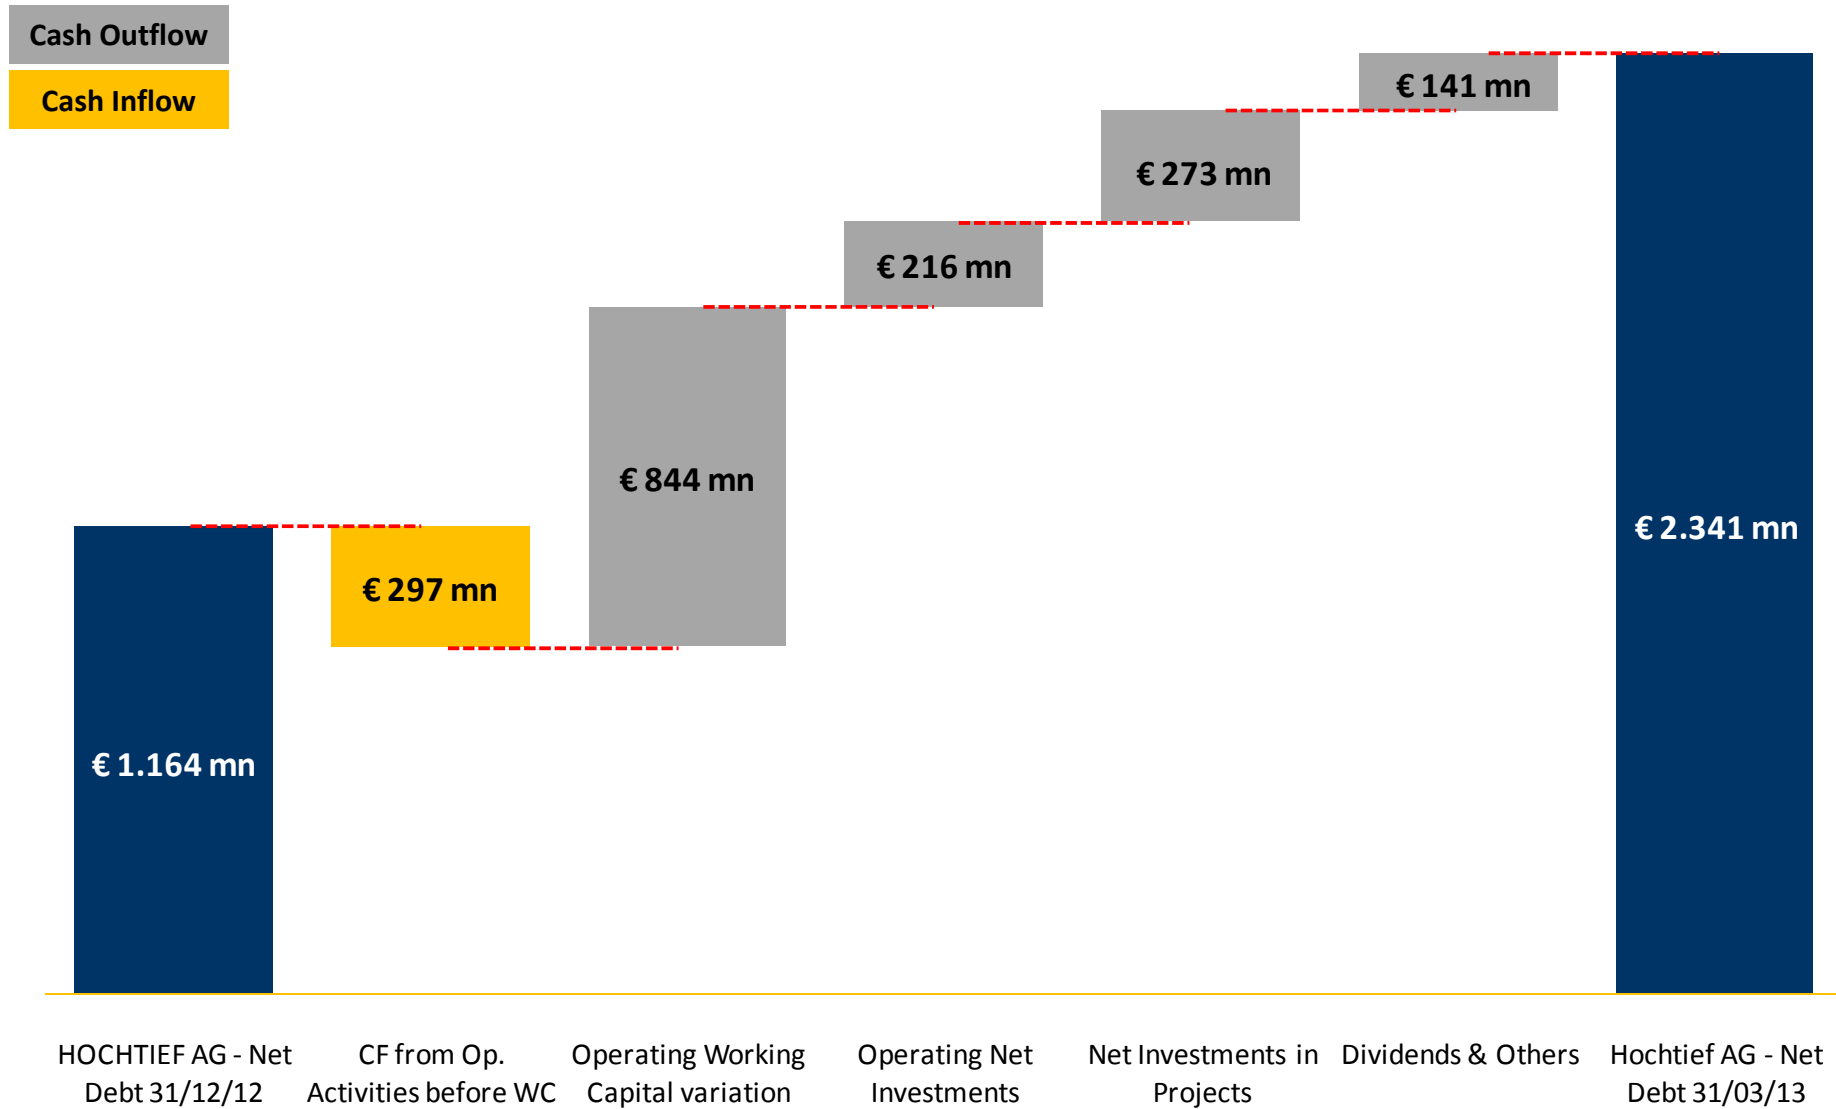 Cash Outflow
Cash Inflow
€ 141 mn
€ 273 mn
€ 216 mn
€ 844 mn
€ 2.341 mn
€ 297 mn
€ 1.164 mn
HOCHTIEF AG - Net
Debt 31/12/12
CF from Op.
Activities before WC
Operating Working
Capital variation
Operating Net
Investments
Net Investments in
Projects
Dividends & Others
Hochtief AG - Net
Debt 31/03/13